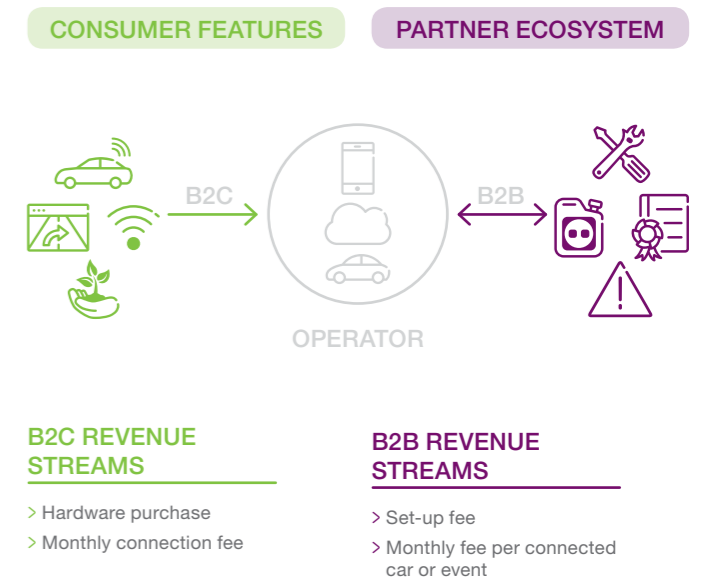 CONSUMER FEATURES
PARTNER ECOSYSTEM
B2C
B2B
OPERATOR
B2C REVENUE
STREAMS
> Hardware purchase
> Monthly connection fee
B2B REVENUE
STREAMS
> Set-up fee
> Monthly fee per connected
car or event